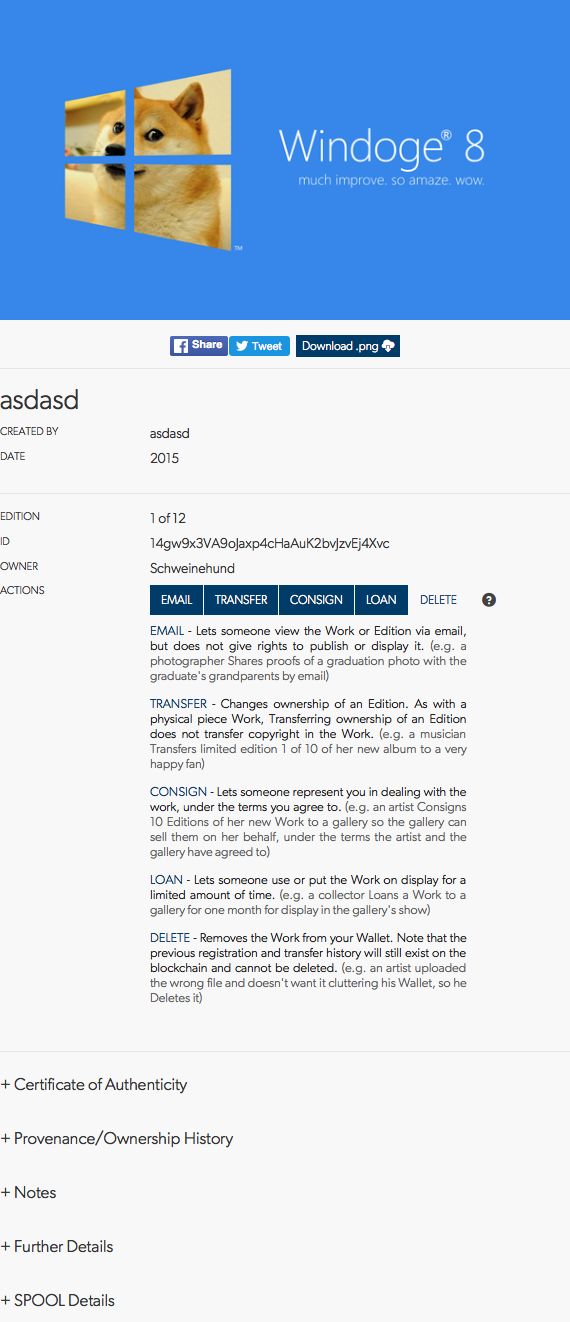 Windoge® 8
much improve. so amaze. wow.
™
Share
Tweet
Download .png
asdasd
CREATED BY asdasd
DATE 2015
EDITION 1 of 12
ID 14gw9x3VA9oJaxp4cHaAuK2bvJzvEj4Xvc
OWNER Schweinehund
ACTIONS EMAIL TRANSFER CONSIGN LOAN DELETE ?
EMAIL - Lets someone view the Work or Edition via email,
but does not give rights to publish or display it. (e.g. a
photographer Shares proofs of a graduation photo with the
graduate's grandparents by email)
TRANSFER - Changes ownership of an Edition. As with a
physical piece Work, Transferring ownership of an Edition
does not transfer copyright in the Work. (e.g. a musician
Transfers limited edition 1 of 10 of her new album to a very
happy fan)
CONSIGN - Lets someone represent you in dealing with the
work, under the terms you agree to. (e.g. an artist Consigns
10 Editions of her new Work to a gallery so the gallery can
sell them on her behalf, under the terms the artist and the
gallery have agreed to)
LOAN - Lets someone use or put the Work on display for a
limited amount of time. (e.g. a collector Loans a Work to a
gallery for one month for display in the gallery's show)
DELETE - Removes the Work from your Wallet. Note that the
previous registration and transfer history will still exist on the
blockchain and cannot be deleted. (e.g. an artist uploaded
the wrong file and doesn't want it cluttering his Wallet, so he
Deletes it)
+ Certificate of Authenticity
+ Provenance/Ownership History
+ Notes
+ Further Details
+ SPOOL Details